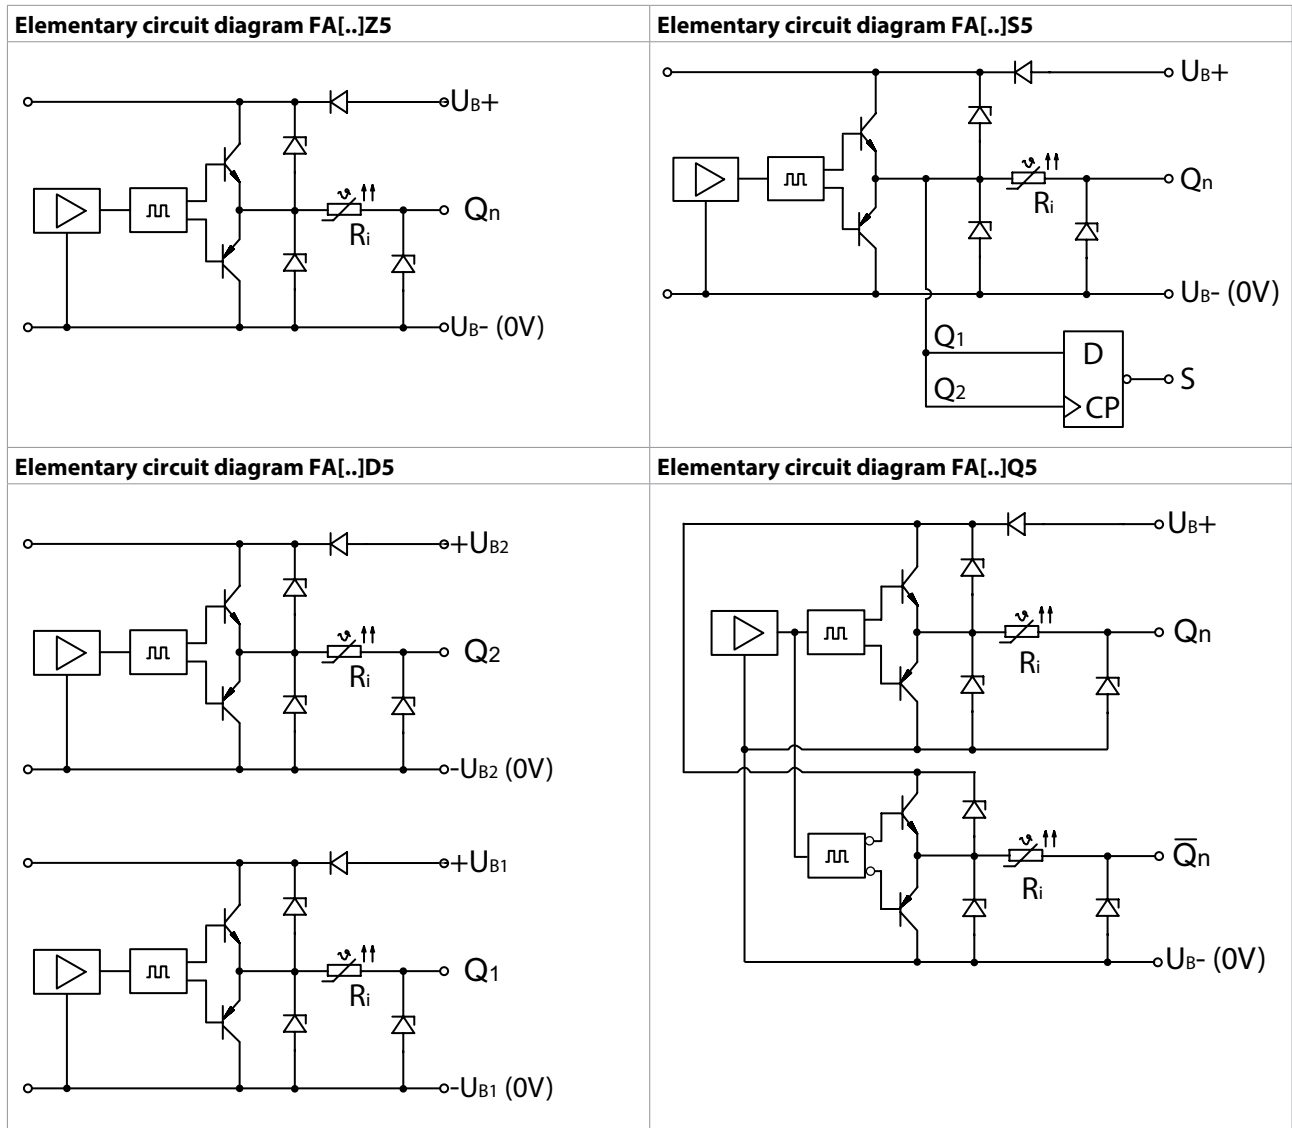 Elementary circuit diagram FA[..]Z5
UB+
Qn
ϑ
Ri
UB- (0V)
Elementary circuit diagram FA[..]S5
UB+
ϑ
Qn
Ri
UB- (0V)
Q1
D
S
Q2
CP
Elementary circuit diagram FA[..]D5
+UB2
ϑ
Q2
Ri
-UB2 (0V)
+UB1
ϑ
Q1
Ri
-UB1 (0V)
Elementary circuit diagram FA[..]Q5
UB+
ϑ
Qn
Ri
ϑ
Q̅n
Ri
UB- (0V)